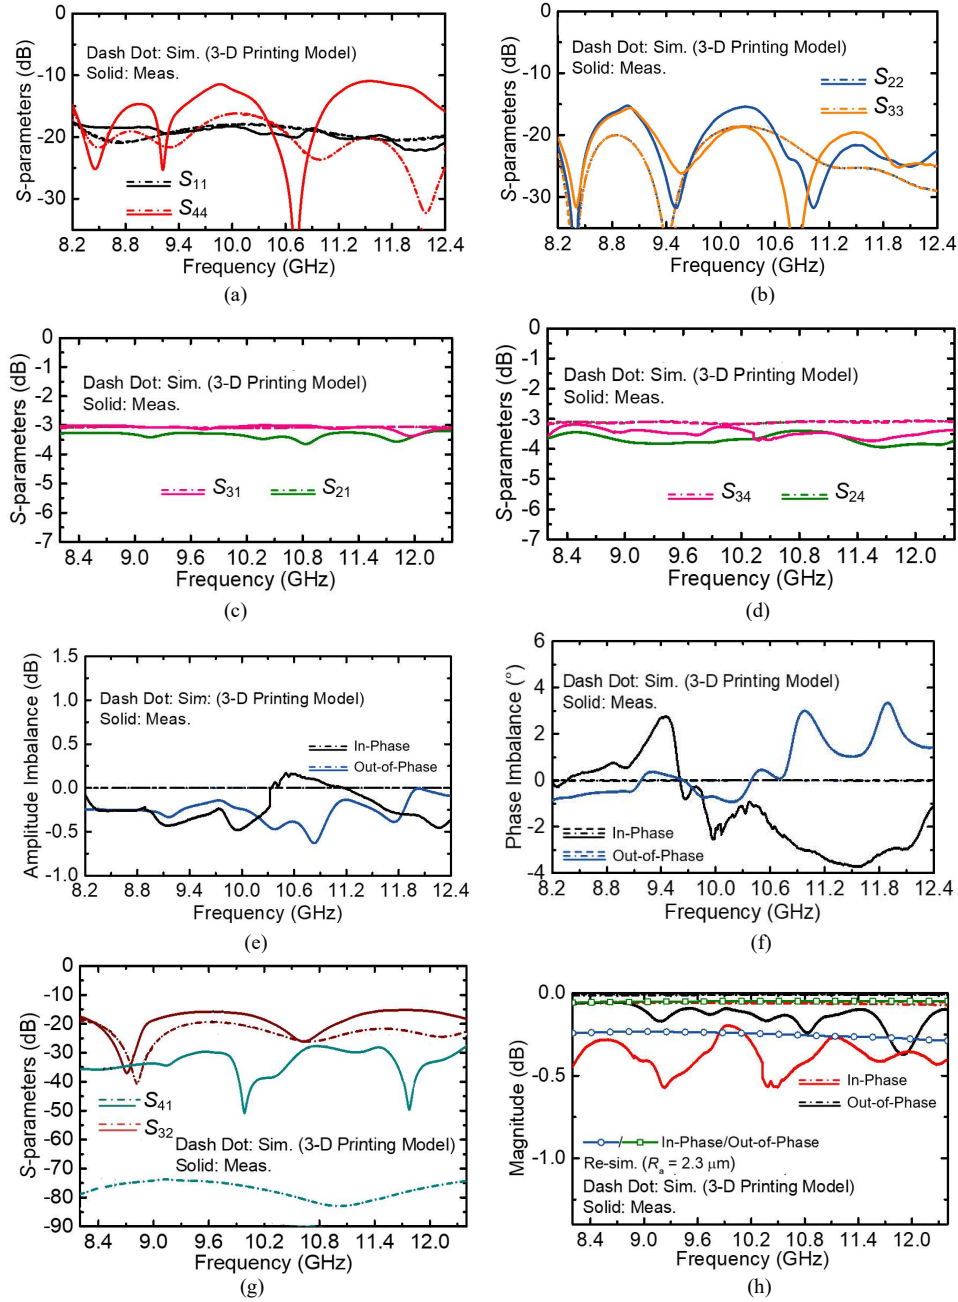 0
-10
-20
-30
S-parameters (dB)
Dash Dot: Sim. (3-D Printing Model)
Solid: Meas.
S11
S44
8.2 8.8 9.4 10.0 10.6 11.2 11.8 12.4
Frequency (GHz)
(a)
0
-10
-20
-30
S-parameters (dB)
Dash Dot: Sim. (3-D Printing Model)
Solid: Meas.
S22
S33
8.2 8.8 9.4 10.0 10.6 11.2 11.8 12.4
Frequency (GHz)
(b)
0
-1
-2
-3
-4
-5
-6
-7
S-parameters (dB)
Dash Dot: Sim. (3-D Printing Model)
Solid: Meas.
S31 S21
8.4 9.0 9.6 10.2 10.8 11.4 12.0
Frequency (GHz)
(c)
0
-1
-2
-3
-4
-5
-6
-7
S-parameters (dB)
Dash Dot: Sim. (3-D Printing Model)
Solid: Meas.
S34 S24
8.4 9.0 9.6 10.2 10.8 11.4 12.0
Frequency (GHz)
(d)
1.5
1.0
0.5
0.0
-0.5
-1.0
Amplitude Imbalance (dB)
Dash Dot: Sim: (3-D Printing Model)
Solid: Meas.
In-Phase
Out-of-Phase
8.2 8.8 9.4 10.0 10.6 11.2 11.8 12.4
Frequency (GHz)
(e)
6
4
2
0
-2
-4
Phase Imbalance (°)
Dash Dot: Sim. (3-D Printing Model)
Solid: Meas.
In-Phase
Out-of-Phase
8.2 8.8 9.4 10.0 10.6 11.2 11.8 12.4
Frequency (GHz)
(f)
0
-10
-20
-30
-40
-50
-60
-70
-80
-90
S-parameters (dB)
S41
S32
Dash Dot: Sim. (3-D Printing Model)
Solid: Meas.
8.4 9.0 9.6 10.2 10.8 11.4 12.0
Frequency (GHz)
(g)
0.0
-0.5
-1.0
Magnitude (dB)
In-Phase
Out-of-Phase
/ In-Phase/Out-of-Phase
Re-sim. (Ra = 2.3 μm)
Dash Dot: Sim. (3-D Printing Model)
Solid: Meas.
8.4 9.0 9.6 10.2 10.8 11.4 12.0
Frequency (GHz)
(h)